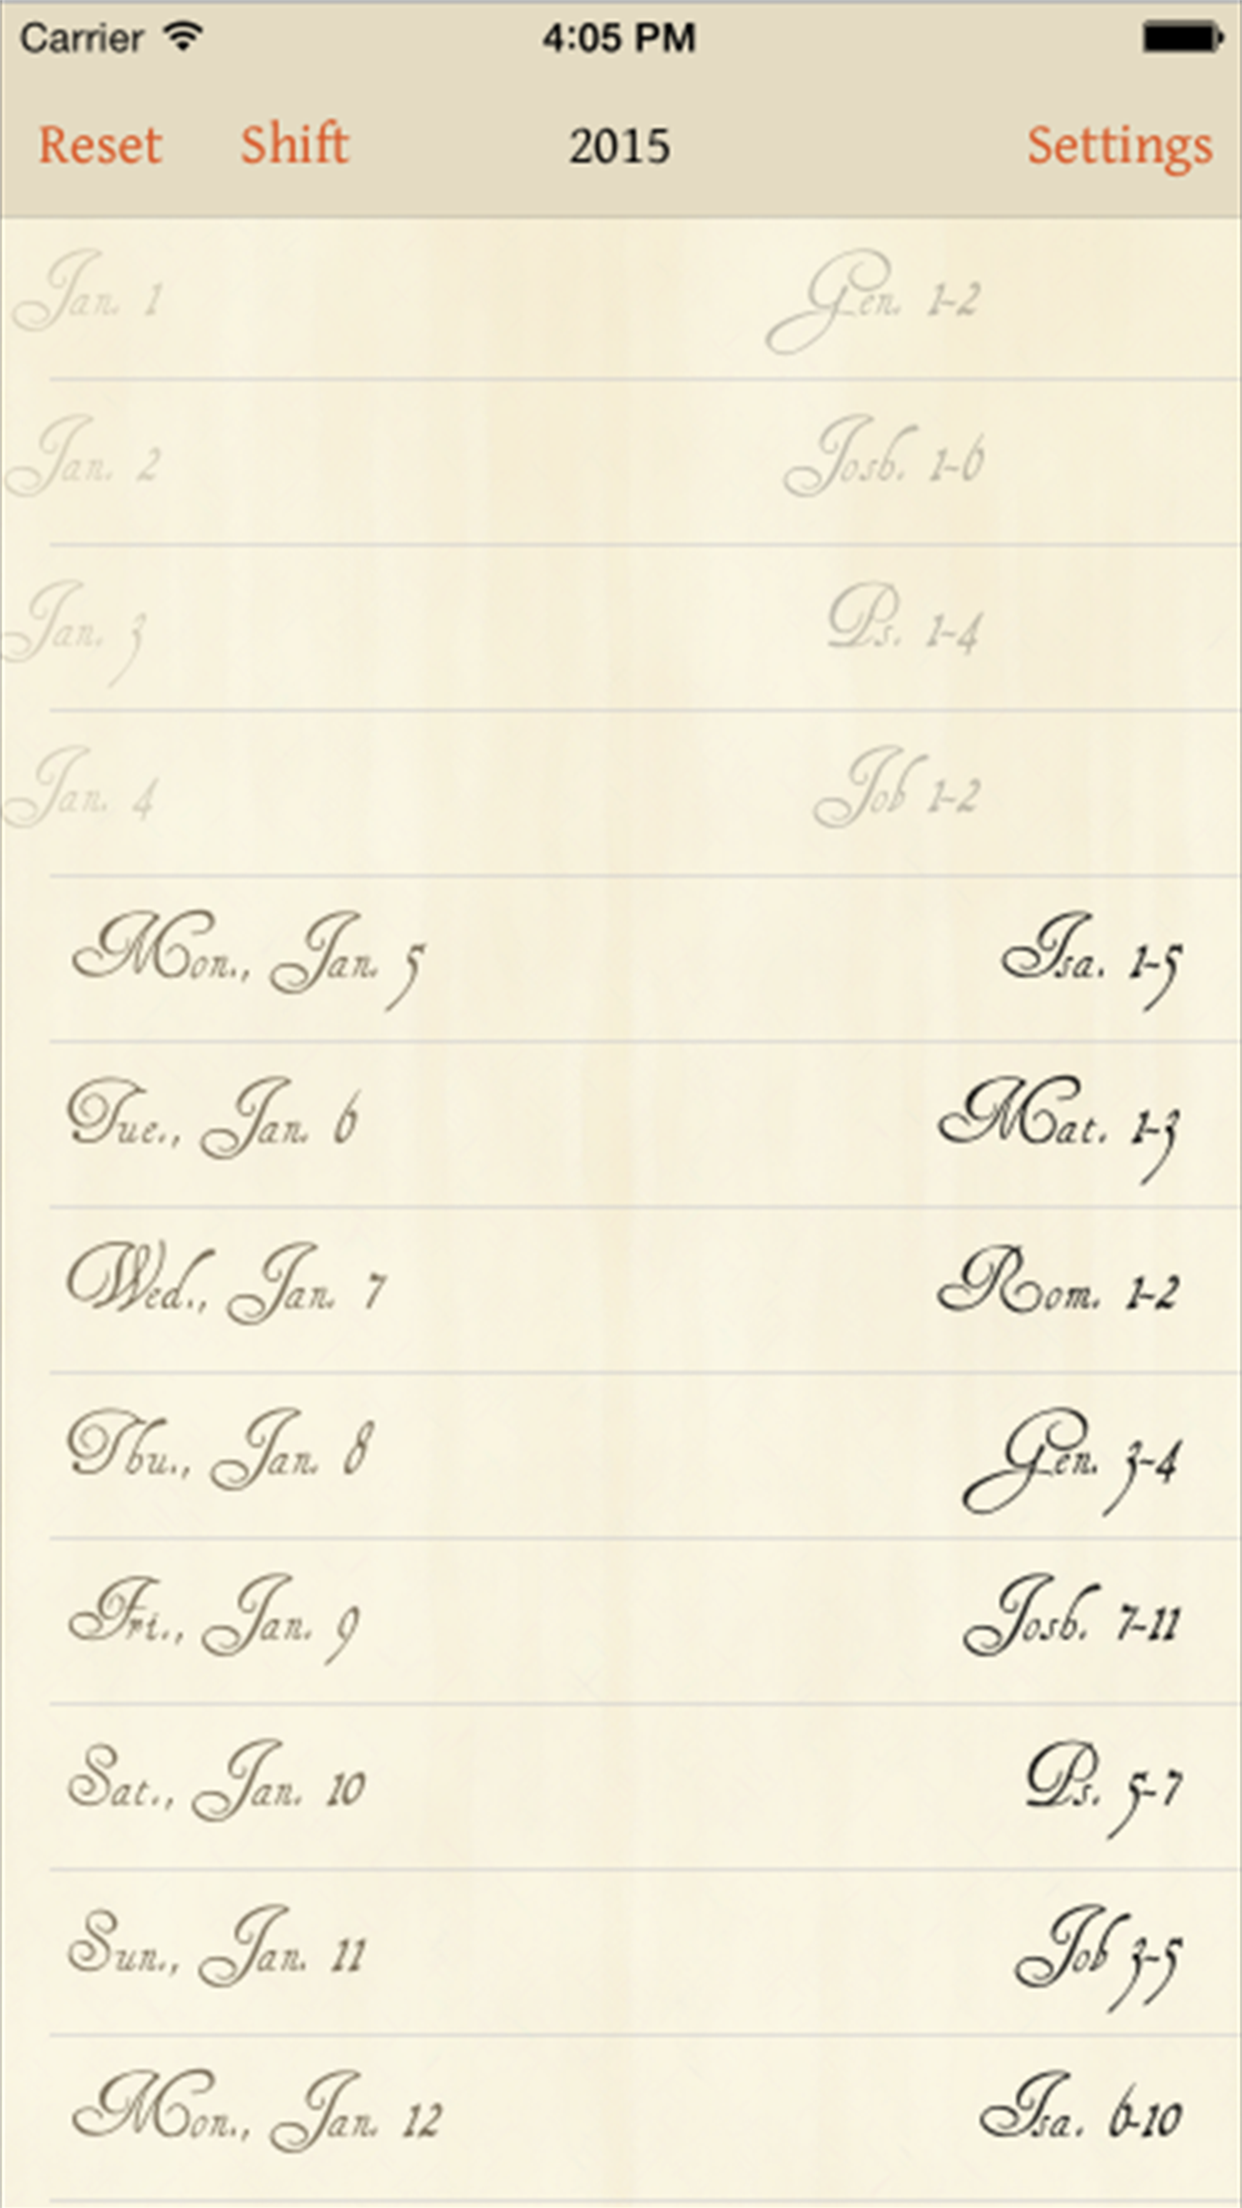 Carrier 4:05 PM
Reset Shift 2015 Settings
Jan. 1 Gen. 1-2
Jan. 2 Josh. 1-6
Jan. 3 Ps. 1-4
Jan. 4 Job 1-2
Mon., Jan. 5 Isa. 1-5
Tue., Jan. 6 Mat. 1-3
Wed., Jan. 7 Rom. 1-2
Thu., Jan. 8 Gen. 3-4
Fri., Jan. 9 Josh. 7-11
Sat., Jan. 10 Ps. 5-7
Sun., Jan. 11 Job 3-5
Mon., Jan. 12 Isa. 6-10